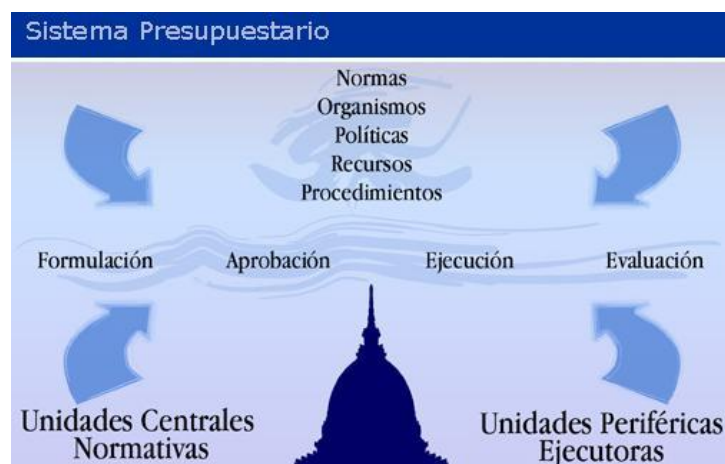 Sistema Presupuestario
Normas
Organismos
Políticas
Recursos
Procedimientos
Formulación Aprobación Ejecución Evaluación
Unidades Centrales
Normativas
Unidades Periféricas
Ejecutoras